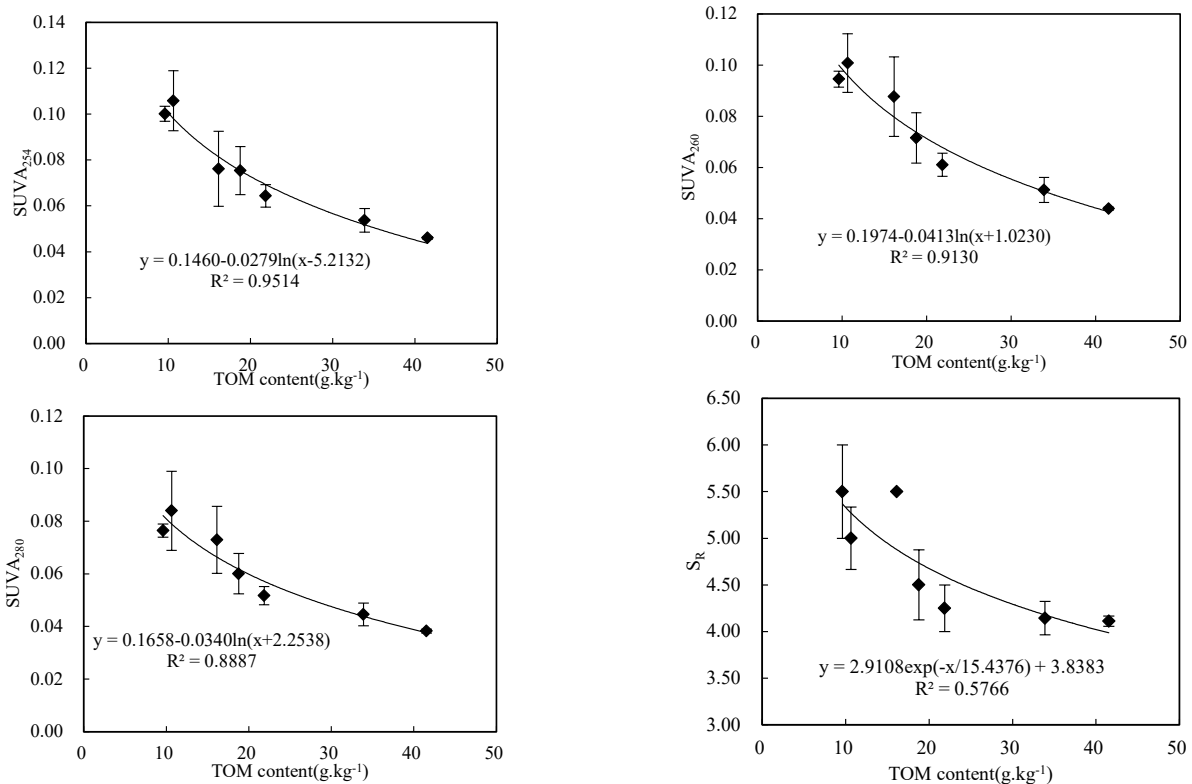 0.14
0.12
0.10
0.08
0.06
0.04
0.02
0.00
SUVA₂₅₄
y = 0.1460-0.0279ln(x-5.2132)
R² = 0.9514
0 10 20 30 40 50
TOM content(g.kg⁻¹)
0.12
0.10
0.08
0.06
0.04
0.02
0.00
SUVA₂₆₀
y = 0.1974-0.0413ln(x+1.0230)
R² = 0.9130
0 10 20 30 40 50
TOM content(g.kg⁻¹)
0.12
0.10
0.08
0.06
0.04
0.02
0.00
SUVA₂₈₀
y = 0.1658-0.0340ln(x+2.2538)
R² = 0.8887
0 10 20 30 40 50
TOM content(g.kg⁻¹)
6.50
6.00
5.50
5.00
4.50
4.00
3.50
3.00
S_R
y = 2.9108exp(-x/15.4376) + 3.8383
R² = 0.5766
0 10 20 30 40 50
TOM content(g.kg⁻¹)